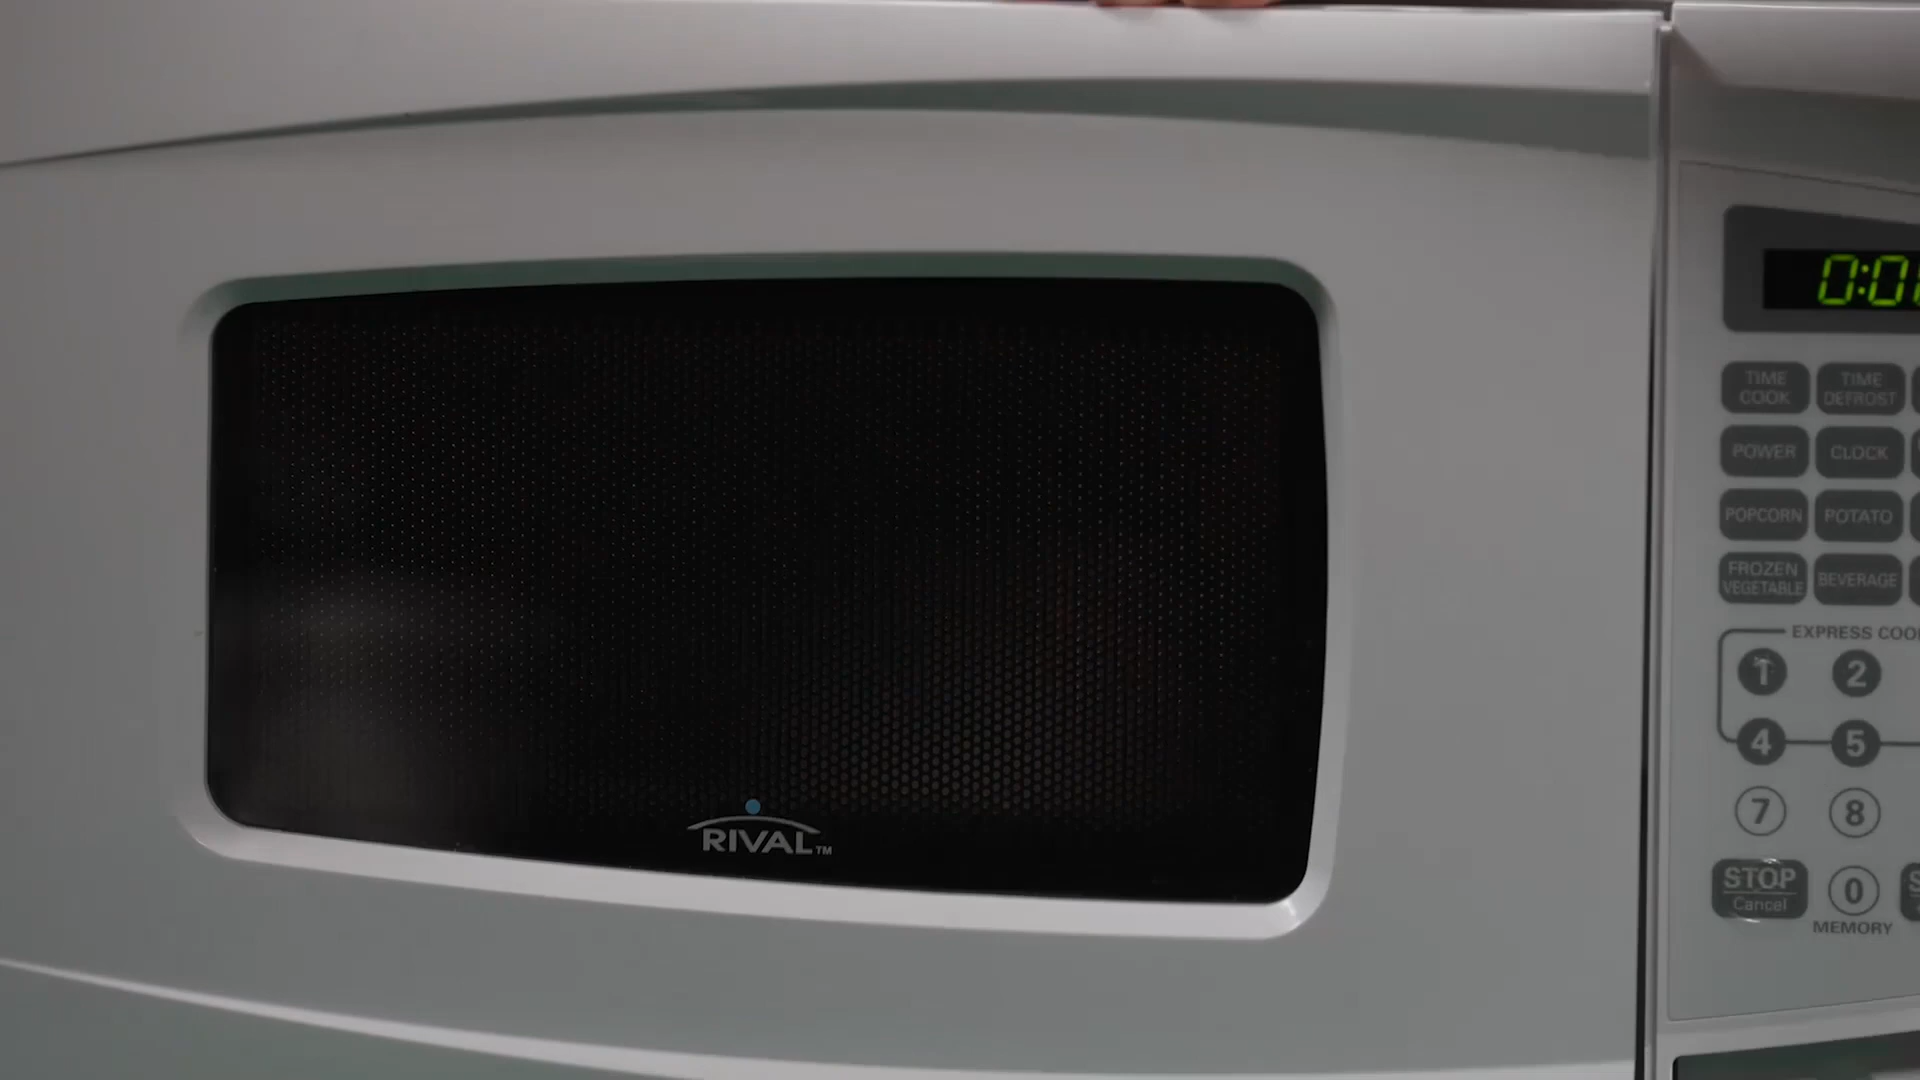 0:0
TIME COOK
TIME DEFROST
POWER
CLOCK
POPCORN
POTATO
FROZEN VEGETABLE
BEVERAGE
EXPRESS COO
1
2
4
5
7
8
STOP
Cancel
0
S
MEMORY
RIVAL™